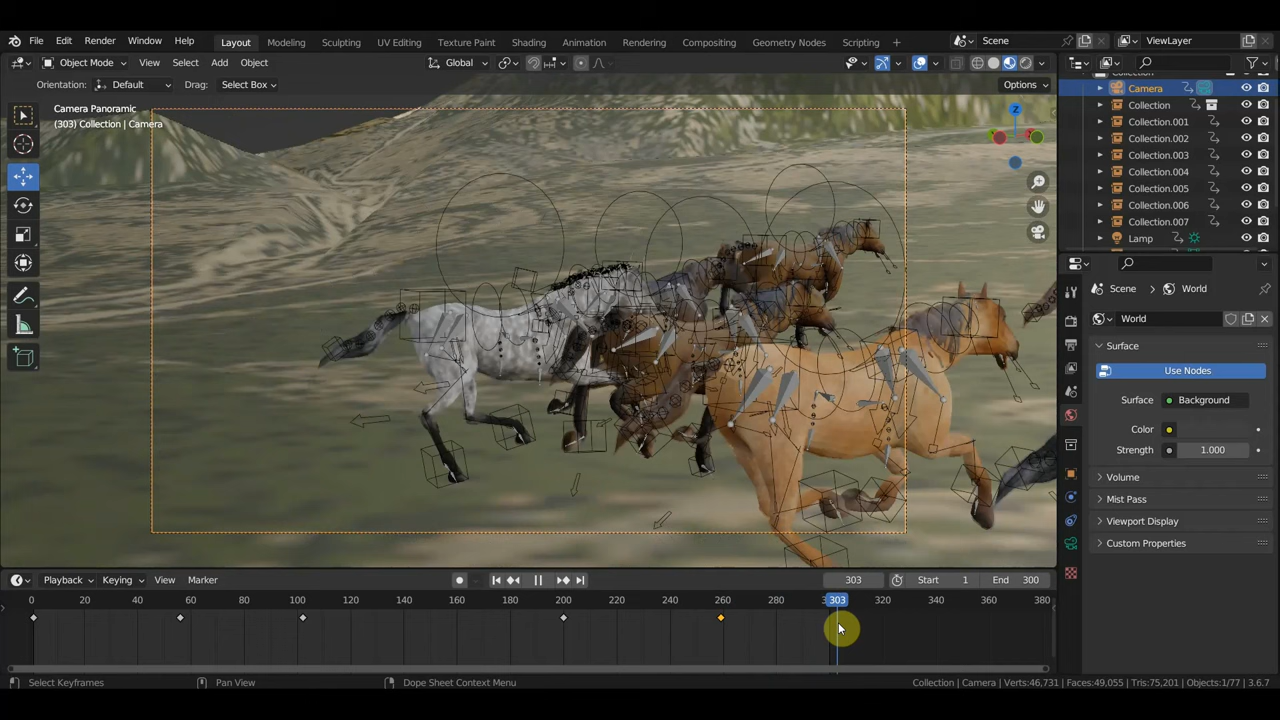 File Edit Render Window Help Layout Modeling Sculpting UV Editing Texture Paint Shading Animation Rendering Compositing Geometry Nodes Scripting + Scene ViewLayer
Object Mode View Select Add Object Global
Orientation: Default Drag: Select Box Options
Camera Panoramic
(303) Collection | Camera
Z
Camera
Collection
Collection.001
Collection.002
Collection.003
Collection.004
Collection.005
Collection.006
Collection.007
Lamp
Scene World
World
Surface
Use Nodes
Surface Background
Color
Strength 1.000
Volume
Mist Pass
Viewport Display
Custom Properties
Playback Keying View Marker 303 Start 1 End 300
0 20 40 60 80 100 120 140 160 180 200 220 240 260 280 303 320 340 360 380
Select Keyframes Pan View Dope Sheet Context Menu Collection | Camera | Verts:46,731 | Faces:49,055 | Tris:75,201 | Objects:1/77 | 3.6.7